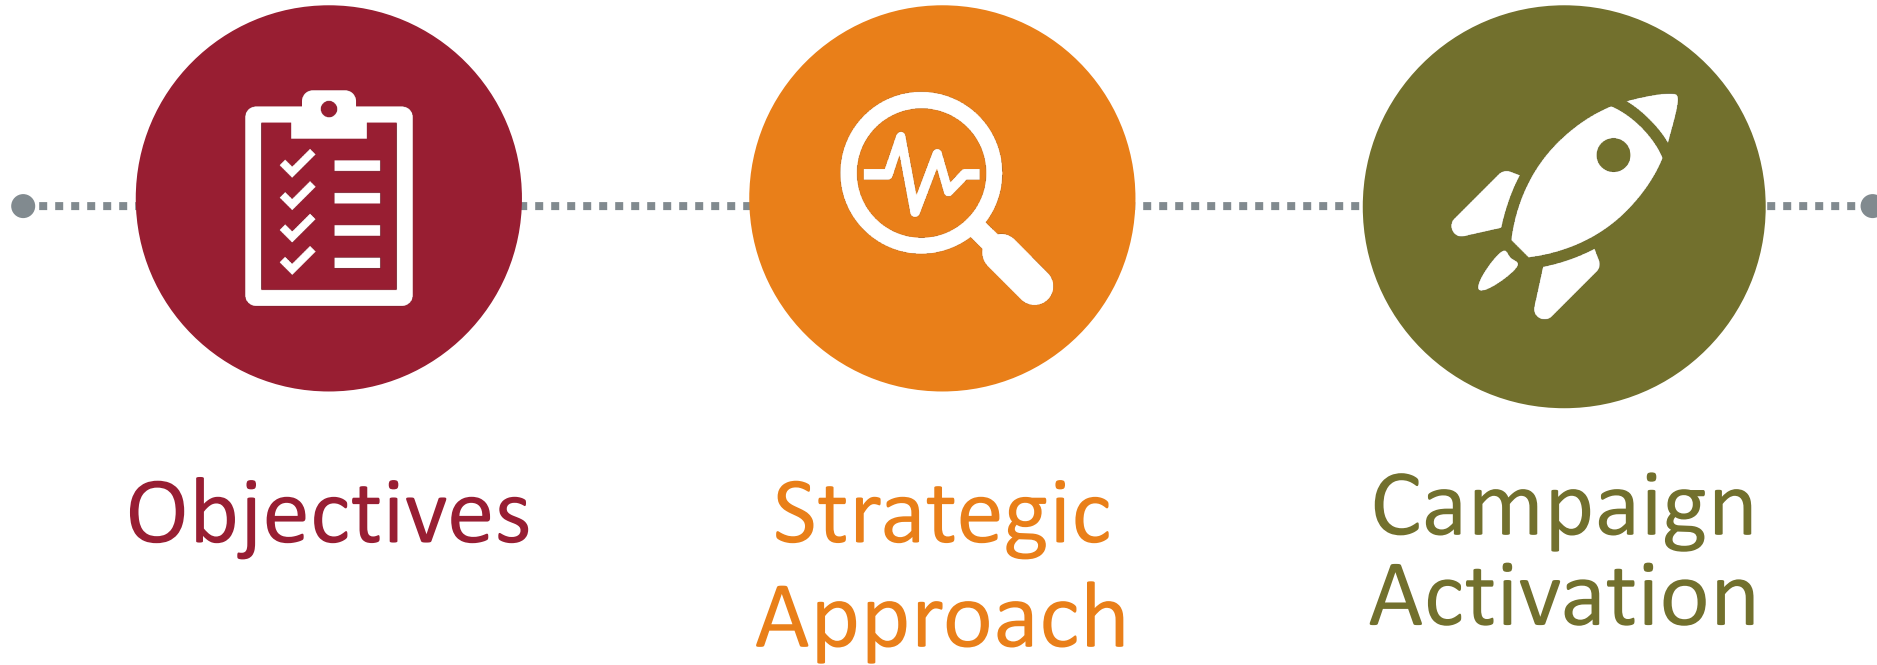 Objectives
Strategic
Approach
Campaign
Activation